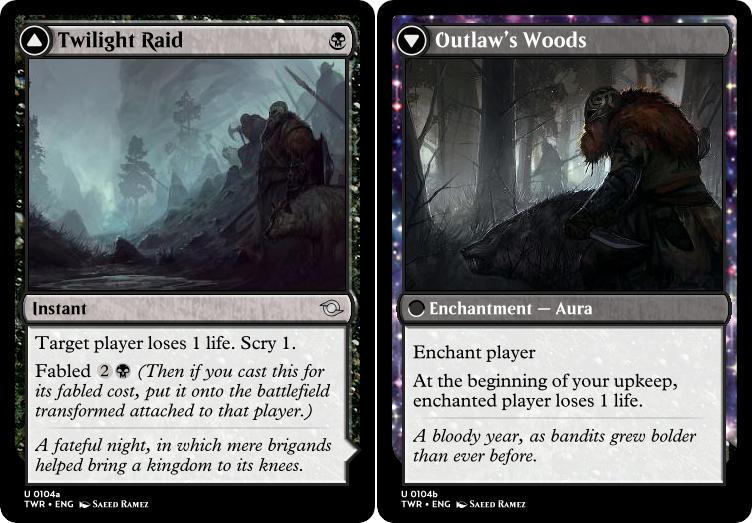 Twilight Raid
Instant
Target player loses 1 life. Scry 1.
Fabled 2 (Then if you cast this for
its fabled cost, put it onto the battlefield
transformed attached to that player.)
A fateful night, in which mere brigands
helped bring a kingdom to its knees.
U 0104a
TWR • ENG SAEED RAMEZ
Outlaw's Woods
Enchantment — Aura
Enchant player
At the beginning of your upkeep,
enchanted player loses 1 life.
A bloody year, as bandits grew bolder
than ever before.
U 0104b
TWR • ENG SAEED RAMEZ